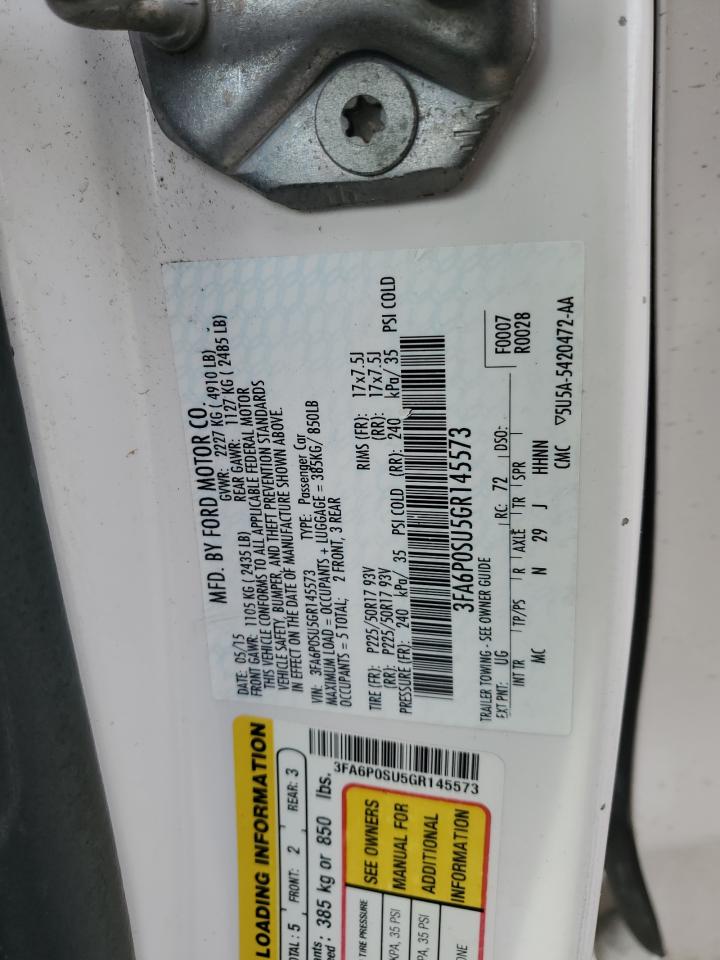 MFD. BY FORD MOTOR CO.
DATE: 05/15 GVWR: 2227 KG ( 4910 LB)
FRONT GAWR: 1105 KG ( 2435 LB) REAR GAWR: 1127 KG ( 2485 LB)
THIS VEHICLE CONFORMS TO ALL APPLICABLE FEDERAL MOTOR
VEHICLE SAFETY, BUMPER, AND THEFT PREVENTION STANDARDS
IN EFFECT ON THE DATE OF MANUFACTURE SHOWN ABOVE.
VIN: 3FA6P0SU5GR145573 TYPE: Passenger Car
MAXIMUM LOAD = OCCUPANTS + LUGGAGE = 385KG/ 850LB
OCCUPANTS = 5 TOTAL; 2 FRONT, 3 REAR
TIRE (FR): P225/50R17 93V RIMS (FR): 17x7.5J
(RR): P225/50R17 93V (RR): 17x7.5J
PRESSURE (FR): 240 kPa/ 35 PSI COLD (RR): 240 kPa/ 35 PSI COLD
3FA6P0SU5GR145573
TRAILER TOWING - SEE OWNER GUIDE
EXT PNT: UG RC: 72 DSO: F0007
R0028
INT TR TP/PS R AXLE TR SPR
MC N 29 J HHNN
CMC ▽5U5A-5420472-AA
LOADING INFORMATION
OTAL: 5 FRONT: 2 REAR: 3
nts: 385 kg or 850 lbs.
3FA6P0SU5GR145573
TIRE PRESSURE
KPA, 35 PSI
PA, 35 PSI
ONE
SEE OWNERS
MANUAL FOR
ADDITIONAL
INFORMATION